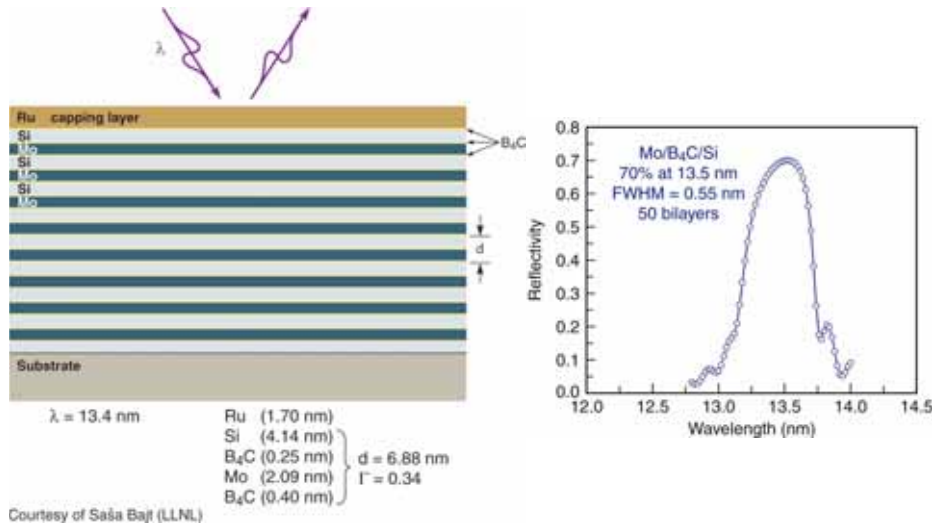 λ
Ru capping layer
Si
Mo
Si
Mo
Si
Mo
B₄C
d
Substrate
λ = 13.4 nm
Ru (1.70 nm)
Si (4.14 nm)
B₄C (0.25 nm)
Mo (2.09 nm)
B₄C (0.40 nm)
d = 6.88 nm
Γ = 0.34
Courtesy of Saša Bajt (LLNL)
Mo/B₄C/Si
70% at 13.5 nm
FWHM = 0.55 nm
50 bilayers
Reflectivity
0.8
0.7
0.6
0.5
0.4
0.3
0.2
0.1
0.0
12.0 12.5 13.0 13.5 14.0 14.5
Wavelength (nm)